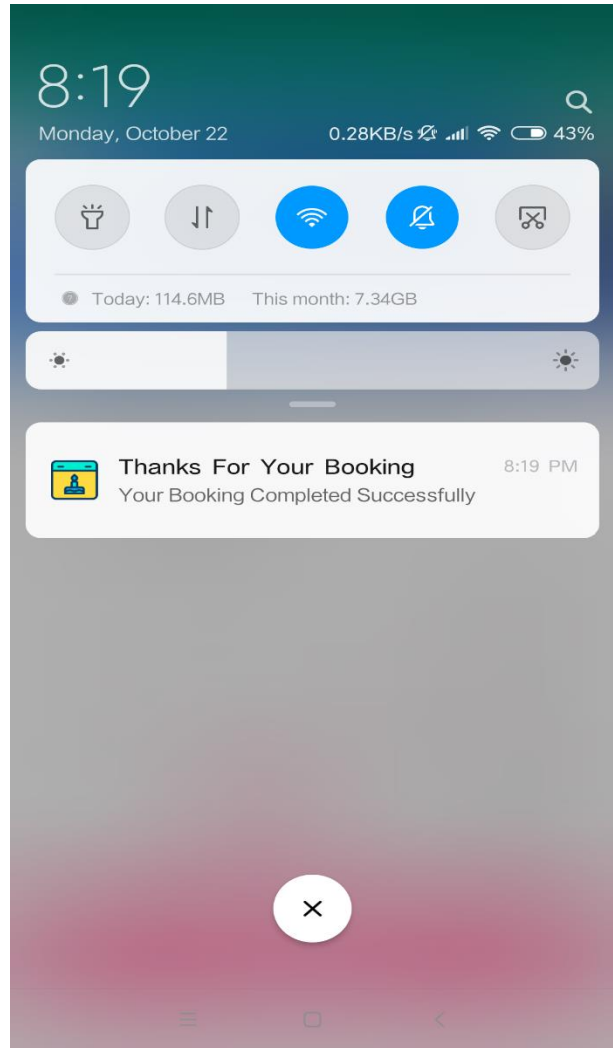 8:19
Monday, October 22 0.28KB/s 43%
Today: 114.6MB This month: 7.34GB
Thanks For Your Booking 8:19 PM
Your Booking Completed Successfully